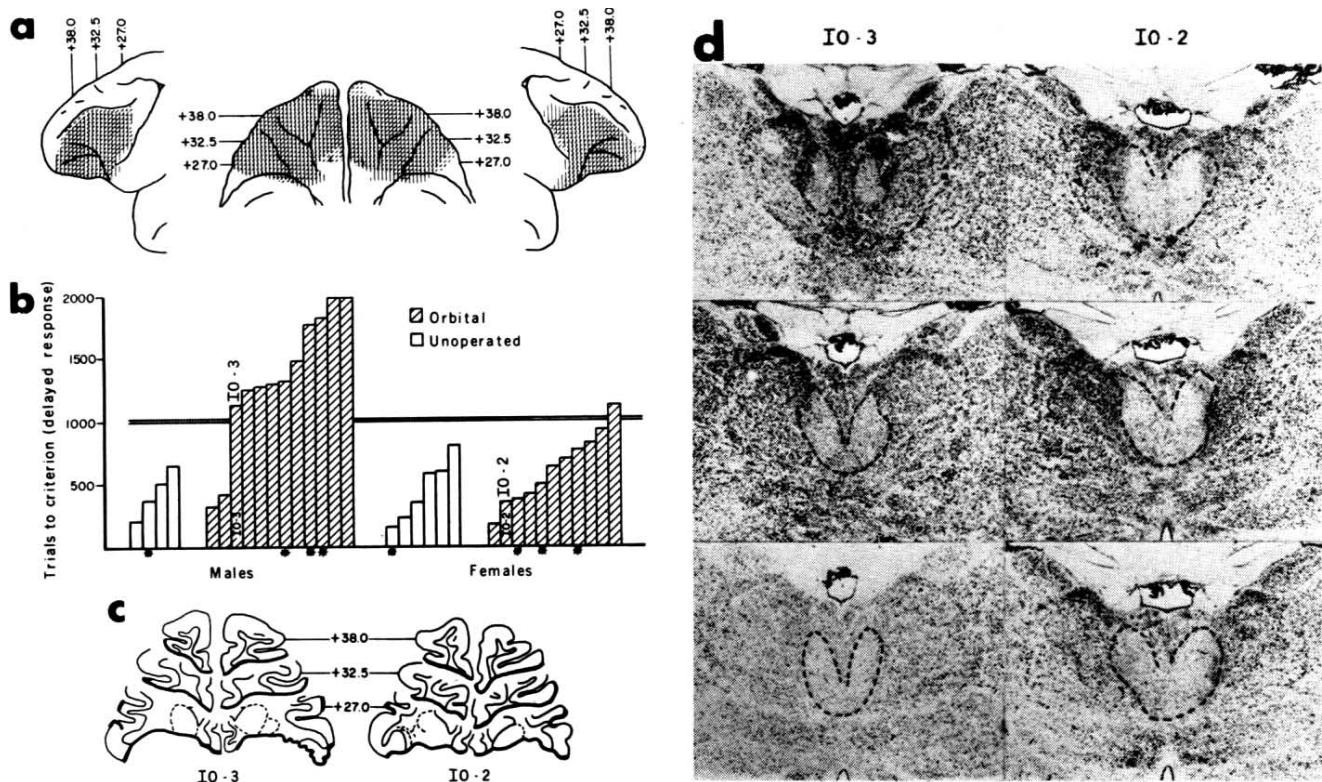 a
+38.0
+32.5
+27.0
+27.0
+32.5
+38.0
+38.0
+32.5
+27.0
+38.0
+32.5
+27.0
b
Trials to criterion (delayed response)
2000
1500
1000
500
Orbital
Unoperated
IO-3
IO-2
Males
Females
c
+38.0
+32.5
+27.0
IO-3
IO-2
d
IO-3
IO-2